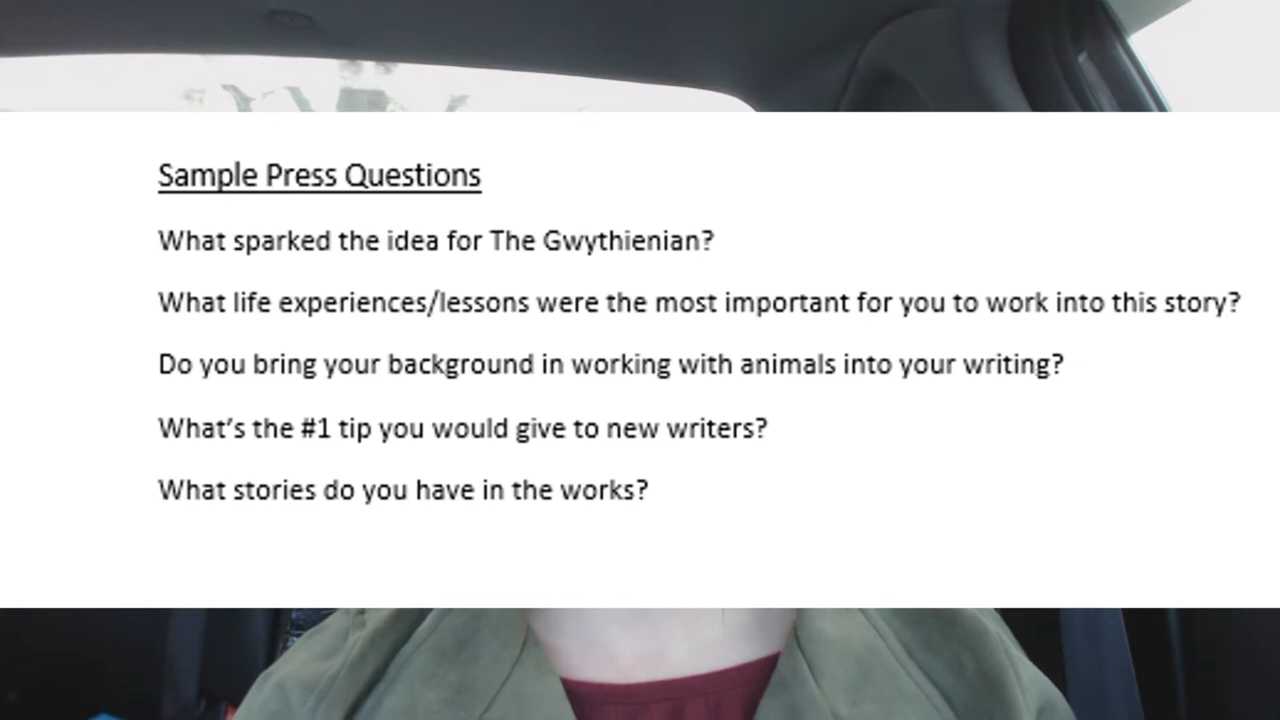 Sample Press Questions
What sparked the idea for The Gwythienian?
What life experiences/lessons were the most important for you to work into this story?
Do you bring your background in working with animals into your writing?
What’s the #1 tip you would give to new writers?
What stories do you have in the works?